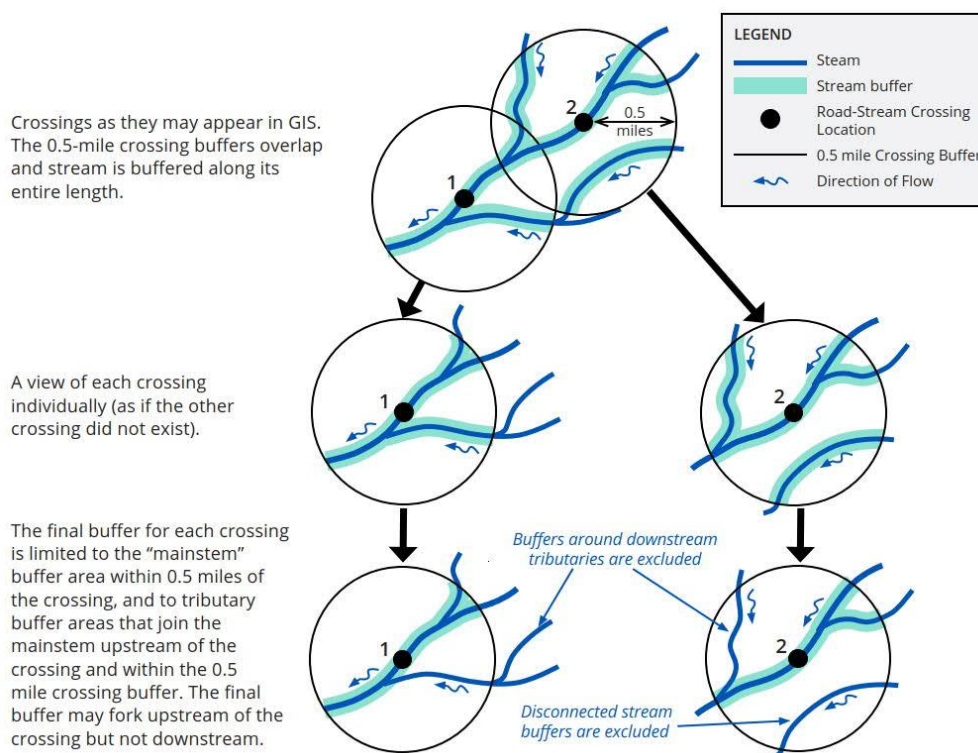 Crossings as they may appear in GIS.
The 0.5-mile crossing buffers overlap
and stream is buffered along its
entire length.
2
0.5
miles
1
LEGEND
Steam
Stream buffer
Road-Stream Crossing
Location
0.5 mile Crossing Buffer
Direction of Flow
A view of each crossing
individually (as if the other
crossing did not exist).
1
2
The final buffer for each crossing
is limited to the “mainstem”
buffer area within 0.5 miles of
the crossing, and to tributary
buffer areas that join the
mainstem upstream of the
crossing and within the 0.5
mile crossing buffer. The final
buffer may fork upstream of the
crossing but not downstream.
Buffers around downstream
tributaries are excluded
1
2
Disconnected stream
buffers are excluded